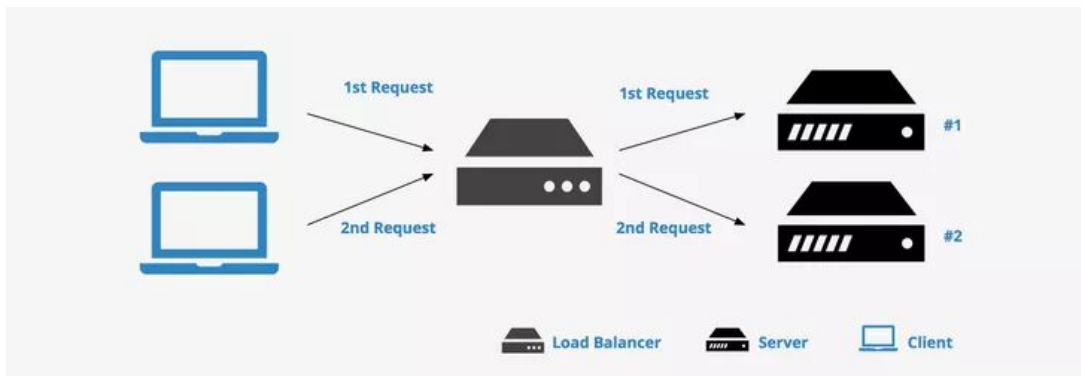 1st Request
1st Request
#1
2nd Request
2nd Request
#2
Load Balancer
Server
Client